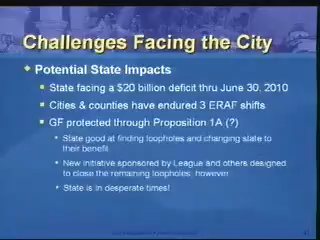 Challenges Facing the City
Potential State Impacts
State facing a $20 billion deficit thru June 30, 2010
Cities & counties have endured 3 ERAF shifts
GF protected through Proposition 1A (?)
State good at finding loopholes and changing state to
their benefit
New initiative sponsored by League and others designed
to close the remaining loopholes; however
State is in desperate times!